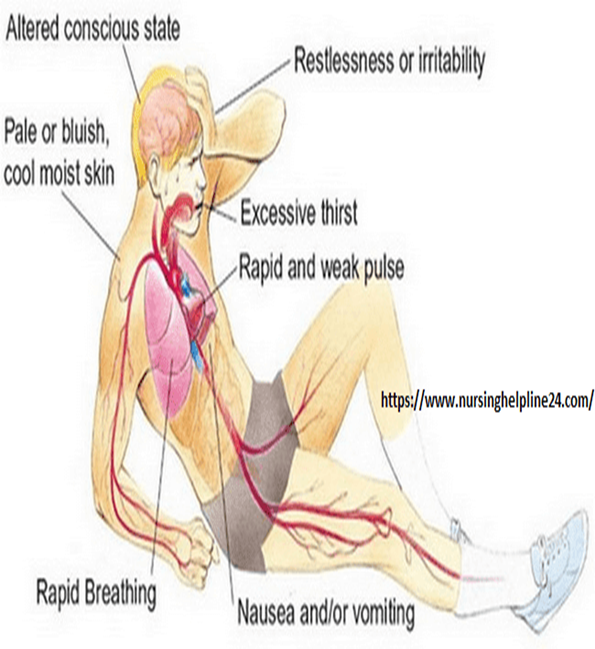 Altered conscious state
Restlessness or irritability
Pale or bluish,
cool moist skin
Excessive thirst
Rapid and weak pulse
https://www.nursinghelpline24.com/
Rapid Breathing
Nausea and/or vomiting